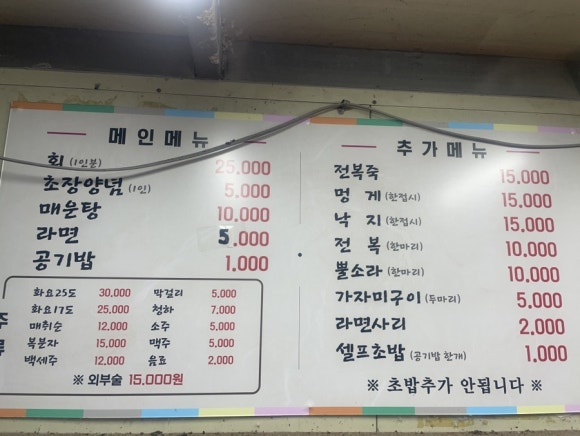 메인메뉴
회 (1인분) 25.000
초장양념 (1인) 5.000
매운탕 10.000
라면 5.000
공기밥 1.000
주류
화요25도 30,000 막걸리 5,000
화요17도 25,000 청하 7,000
매취순 12,000 소주 5,000
복분자 15,000 맥주 5,000
백세주 12,000 음료 2,000
※ 외부술 15.000원
추가메뉴
전복죽 15.000
멍게 (한접시) 15.000
낙지 (한접시) 15.000
전복 (한마리) 10.000
뿔소라 (한마리) 10.000
가자미구이 (두마리) 5.000
라면사리 2.000
셀프초밥 (공기밥 한개) 1.000
※ 초밥추가 안됩니다 ※